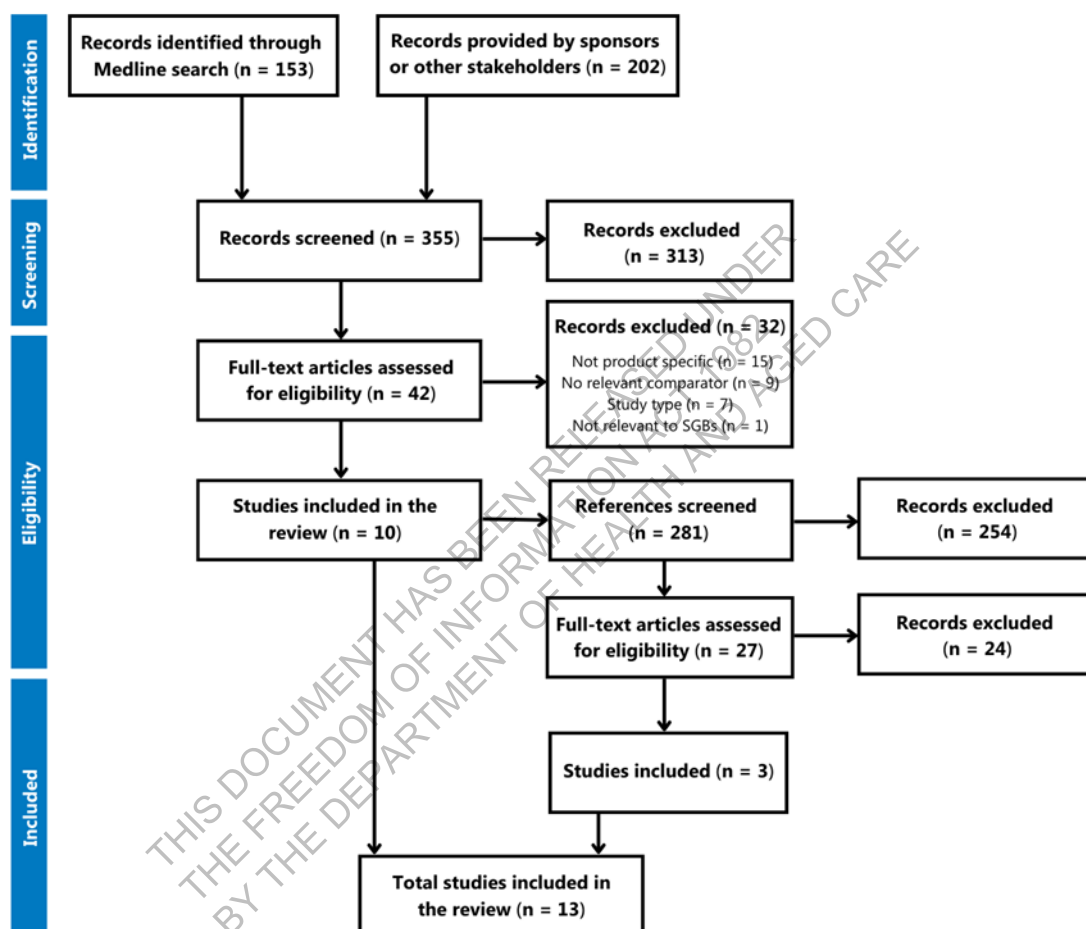 Identification
Records identified through
Medline search (n = 153)
Records provided by sponsors
or other stakeholders (n = 202)
Screening
Records screened (n = 355)
Records excluded
(n = 313)
Eligibility
Full-text articles assessed
for eligibility (n = 42)
Records excluded (n = 32)
Not product specific (n = 15)
No relevant comparator (n = 9)
Study type (n = 7)
Not relevant to SGBs (n = 1)
Studies included in the
review (n = 10)
References screened
(n = 281)
Records excluded
(n = 254)
Full-text articles assessed
for eligibility (n = 27)
Records excluded
(n = 24)
Included
Studies included (n = 3)
Total studies included in
the review (n = 13)
THIS DOCUMENT HAS BEEN RELEASED UNDER
THE FREEDOM OF INFORMATION ACT 1982
BY THE DEPARTMENT OF HEALTH AND AGED CARE